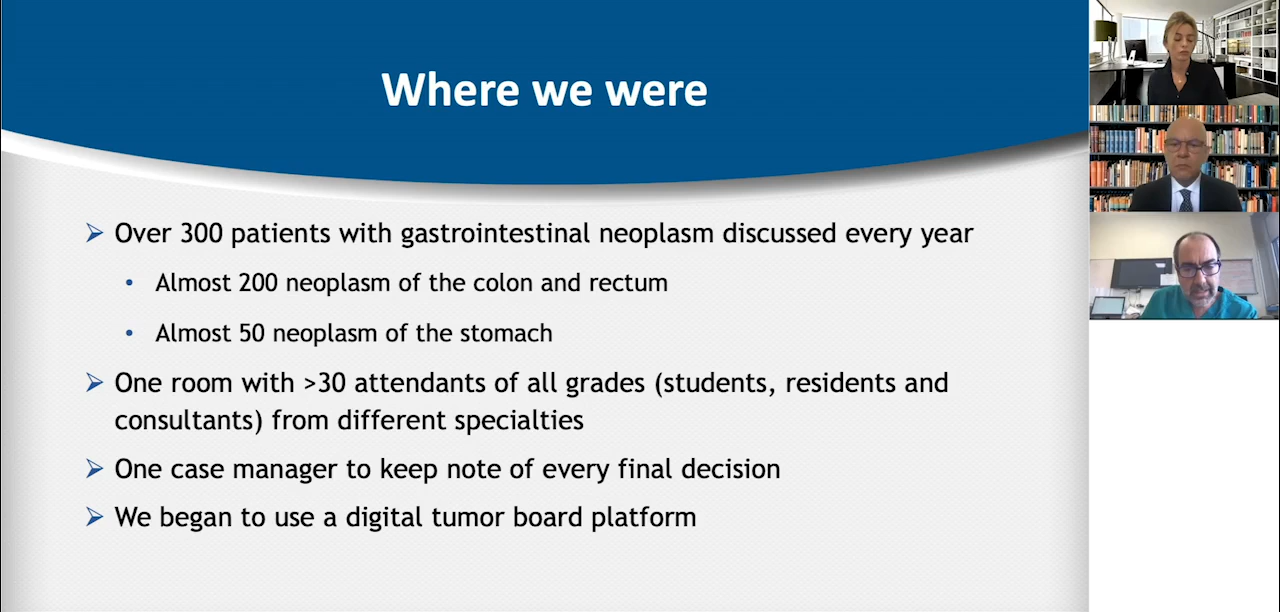 Where we were
Over 300 patients with gastrointestinal neoplasm discussed every year
Almost 200 neoplasm of the colon and rectum
Almost 50 neoplasm of the stomach
One room with >30 attendants of all grades (students, residents and
consultants) from different specialties
One case manager to keep note of every final decision
We began to use a digital tumor board platform